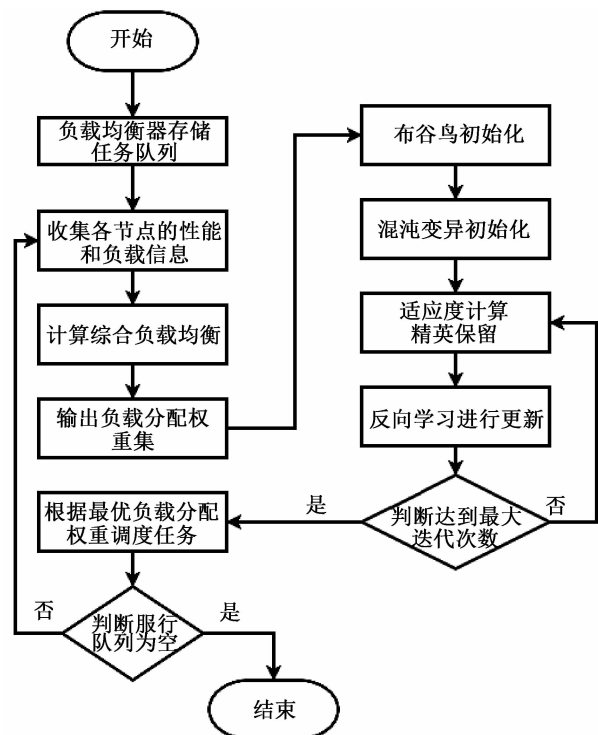 开始
负载均衡器存储
任务队列
收集各节点的性能
和负载信息
计算综合负载均衡
输出负载分配权
重集
布谷鸟初始化
混沌变异初始化
适应度计算
精英保留
反向学习进行更新
判断达到最大
迭代次数
否
是
根据最优负载分配
权重调度任务
判断服行
队列为空
否
是
结束